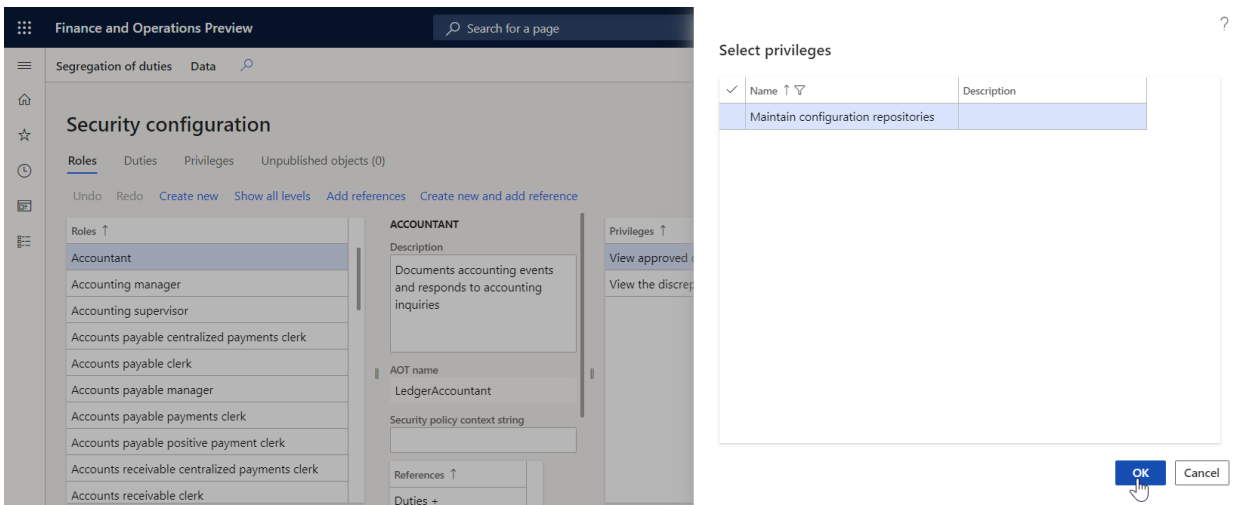 Finance and Operations Preview
Search for a page
Segregation of duties Data
Security configuration
Roles Duties Privileges Unpublished objects (0)
Undo Redo Create new Show all levels Add references Create new and add reference
Roles ↑
Accountant
Accounting manager
Accounting supervisor
Accounts payable centralized payments clerk
Accounts payable clerk
Accounts payable manager
Accounts payable payments clerk
Accounts payable positive payment clerk
Accounts receivable centralized payments clerk
Accounts receivable clerk
ACCOUNTANT
Description
Documents accounting events
and responds to accounting
inquiries
AOT name
LedgerAccountant
Security policy context string
References ↑
Duties +
Privileges ↑
View approved
View the
?
Select privileges
Name ↑ Description
Maintain configuration repositories
OK Cancel